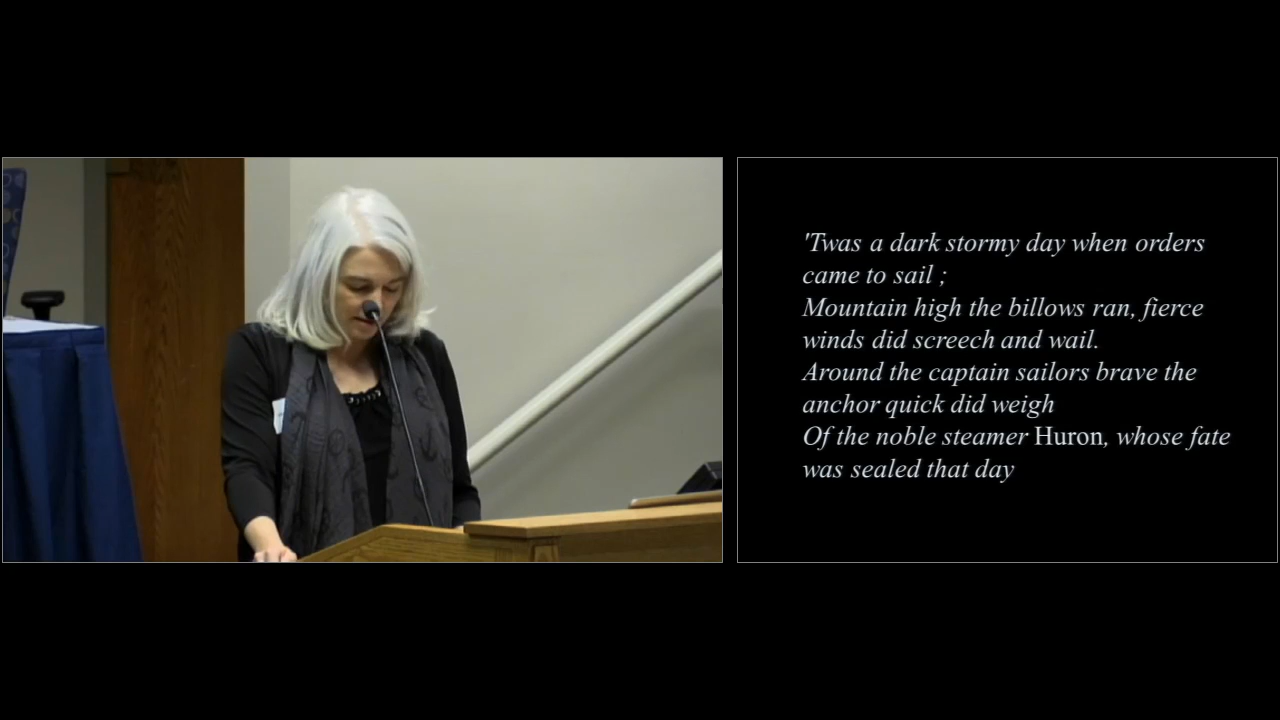 'Twas a dark stormy day when orders
came to sail ;
Mountain high the billows ran, fierce
winds did screech and wail.
Around the captain sailors brave the
anchor quick did weigh
Of the noble steamer Huron, whose fate
was sealed that day